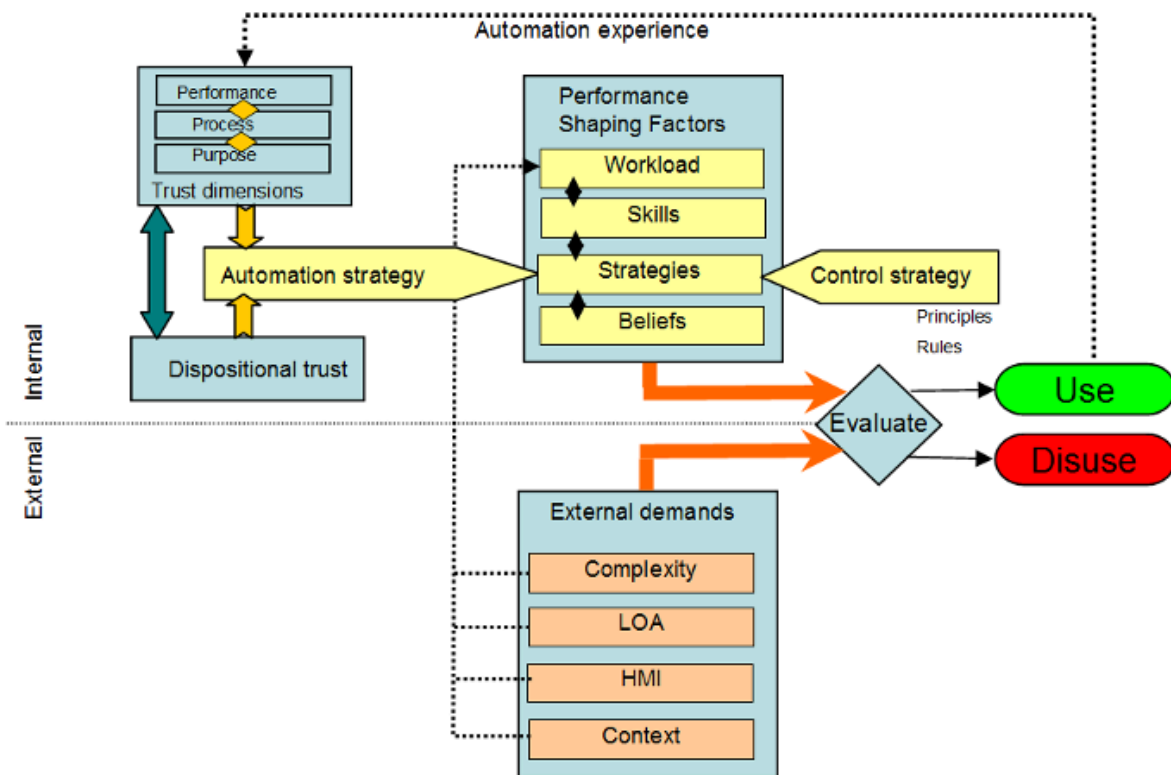 Automation experience
Performance
Process
Purpose
Trust dimensions
Performance
Shaping Factors
Workload
Skills
Strategies
Beliefs
Automation strategy
Control strategy
Principles
Rules
Dispositional trust
Internal
External
Evaluate
Use
Disuse
External demands
Complexity
LOA
HMI
Context